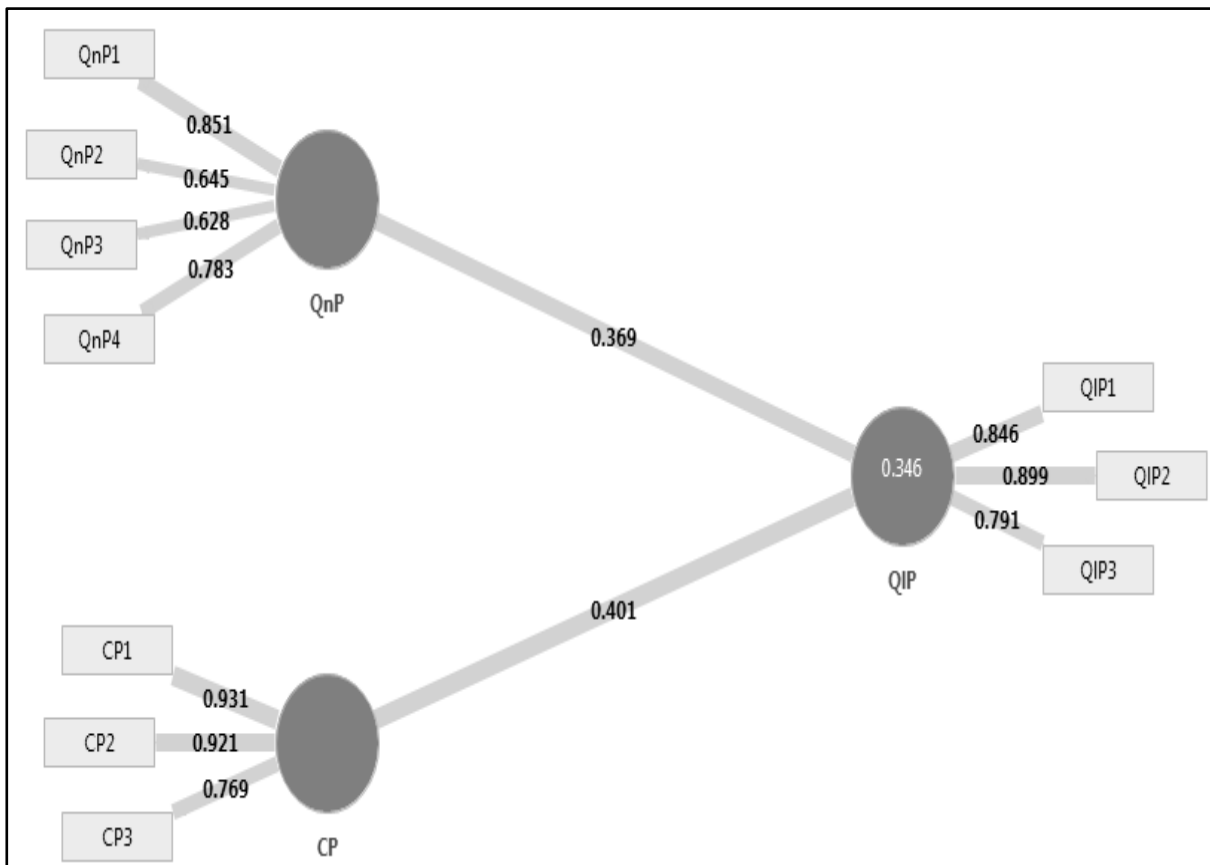 QnP1
0.851
QnP2
0.645
QnP3
0.628
QnP4
0.783
QnP
0.369
QIP1
0.846
0.346
0.899
QIP2
0.791
QIP3
QIP
0.401
CP1
0.931
CP2
0.921
CP3
0.769
CP